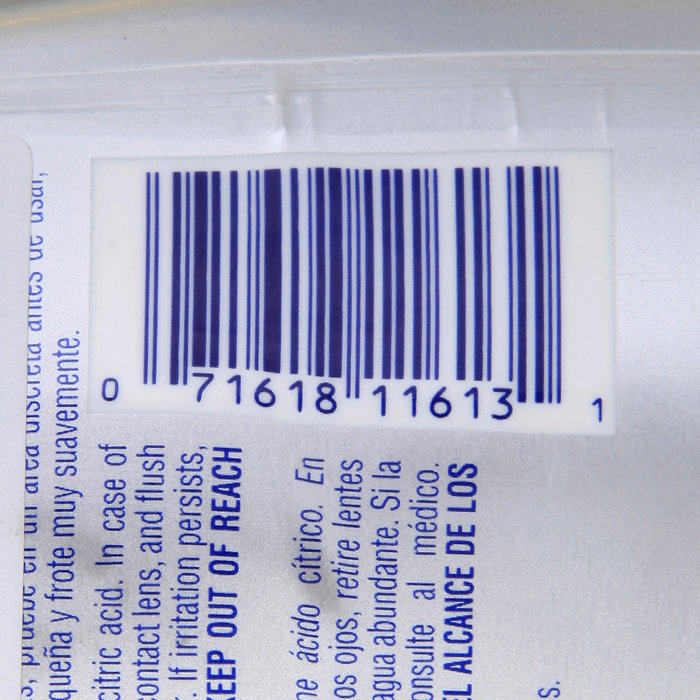 0 71618 11613 1
, pruebe en un área discreta antes de usar,
queña y frote muy suavemente.
citric acid. In case of
contact lens, and flush
. If irritation persists,
KEEP OUT OF REACH
ácido cítrico. En
os ojos, retire lentes
agua abundante. Si la
onsulte al médico.
EL ALCANCE DE LOS
s.